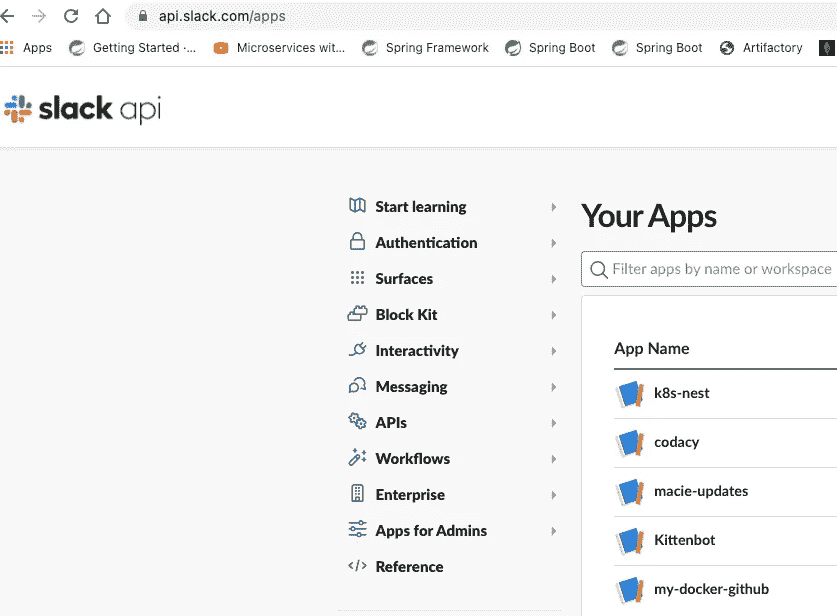 api.slack.com/apps
Apps Getting Started ·... Microservices wit... Spring Framework Spring Boot Spring Boot Artifactory
slack api
Start learning
Authentication
Surfaces
Block Kit
Interactivity
Messaging
APIs
Workflows
Enterprise
Apps for Admins
</> Reference
Your Apps
Filter apps by name or workspace
App Name
k8s-nest
codacy
macie-updates
Kittenbot
my-docker-github